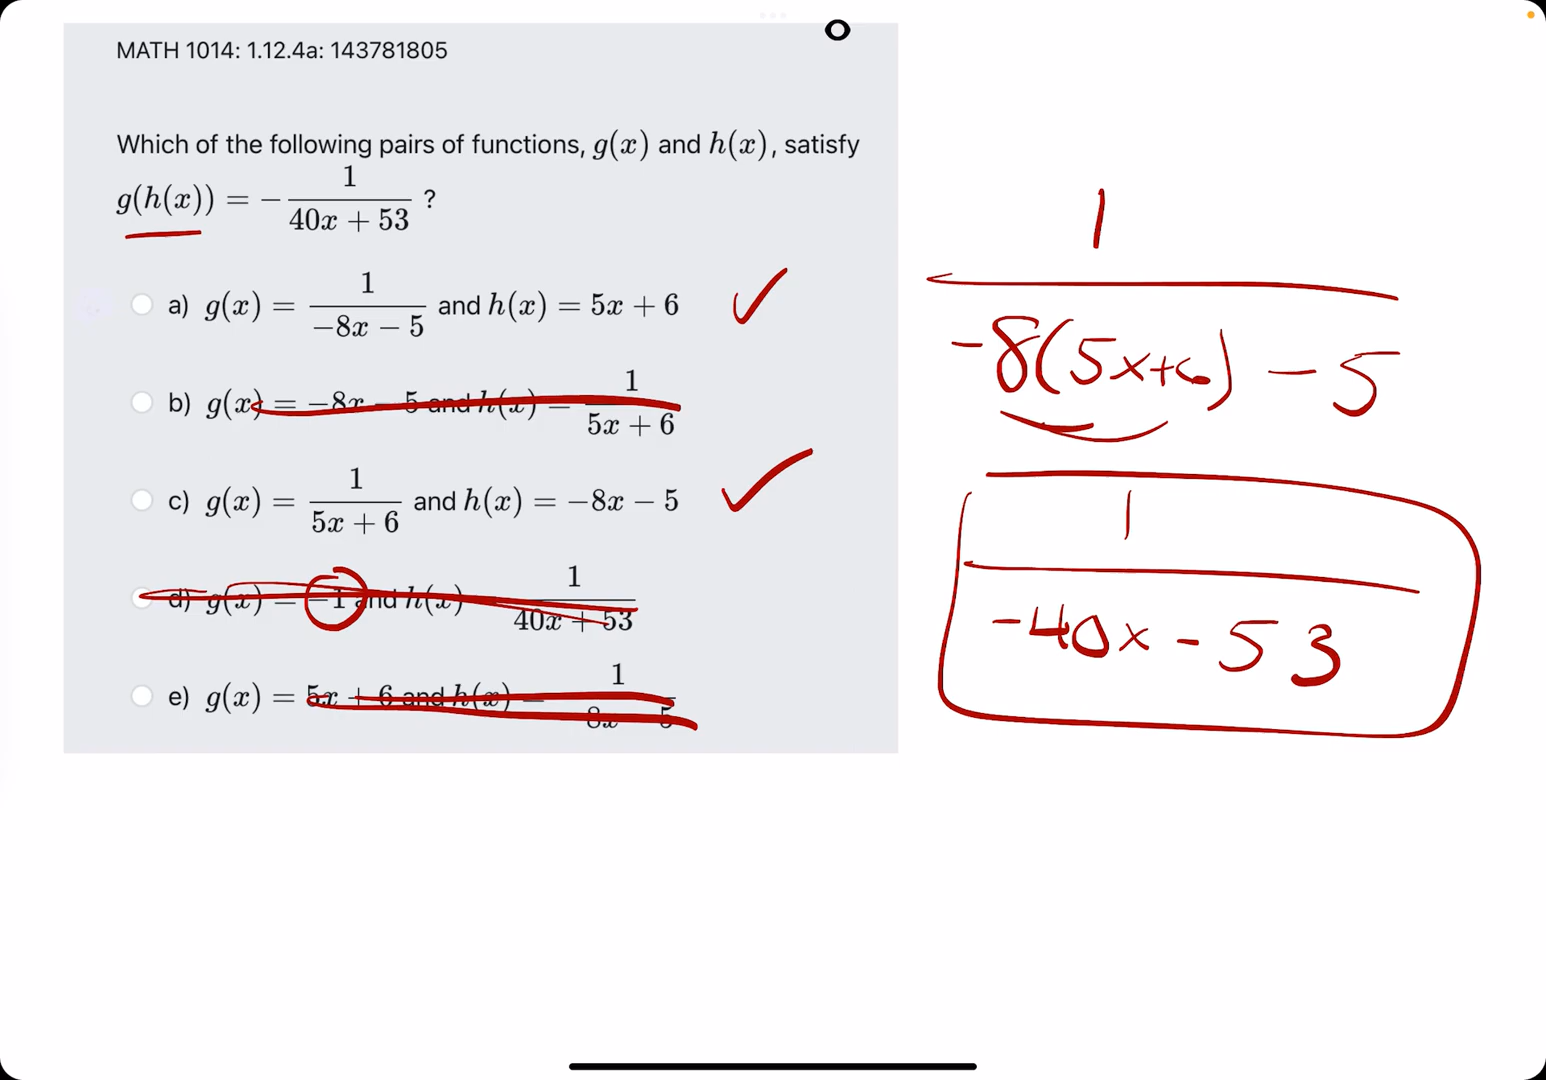 MATH 1014: 1.12.4a: 143781805
Which of the following pairs of functions, g(x) and h(x), satisfy
g(h(x)) = -1/(40x + 53) ?
a) g(x) = 1/(-8x - 5) and h(x) = 5x + 6 ✓
b) g(x) = -8x - 5 and h(x) = 1/(5x + 6)
c) g(x) = 1/(5x + 6) and h(x) = -8x - 5 ✓
d) g(x) = -1 and h(x) = 1/(40x + 53)
e) g(x) = 5x + 6 and h(x) = 1/(-8x - 5)
1
-8(5x+6) - 5
1
-40x - 53